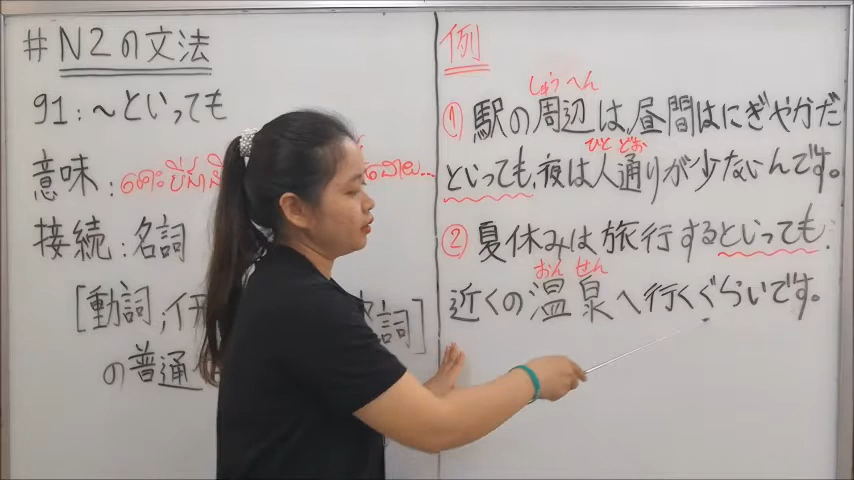 #N2の文法
91:～といっても
意味:
接続:名詞
[動詞;イ形 詞]
の普通
例
しゅう へん
① 駅の周辺は、昼間はにぎやかだ
ひと どお
といっても、夜は人通りが少ないんです。
② 夏休みは旅行するといっても、
おん せん
近くの温泉へ行くぐらいです。